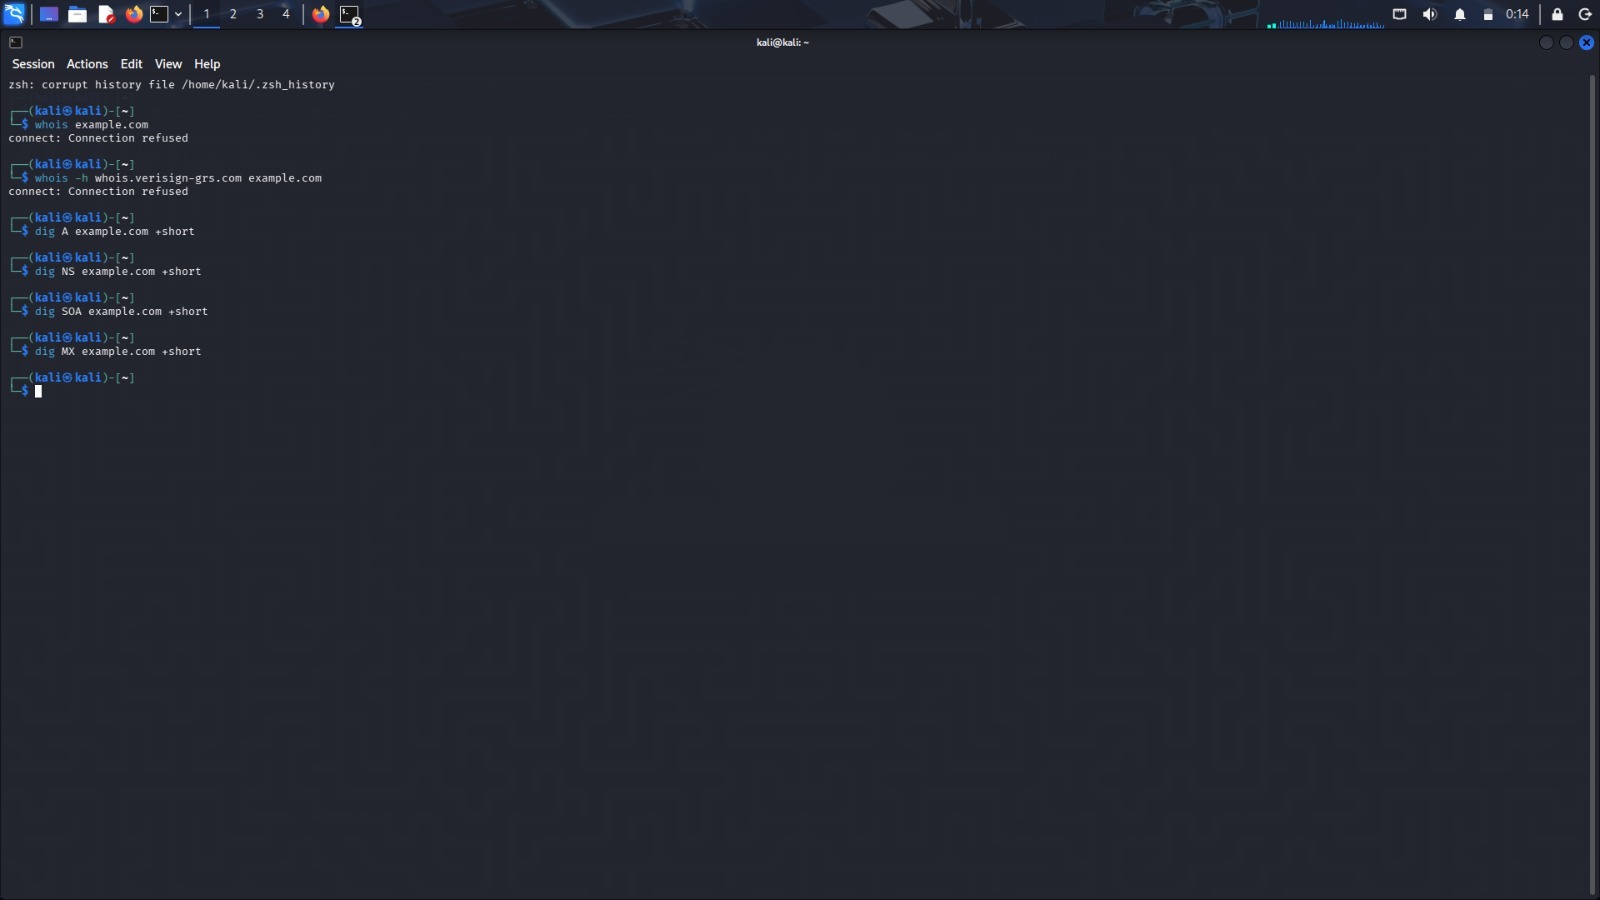 1 2 3 4 2 0:14
kali@kali: ~
Session Actions Edit View Help
zsh: corrupt history file /home/kali/.zsh_history
┌──(kali㉿kali)-[~]
└─$ whois example.com
connect: Connection refused
┌──(kali㉿kali)-[~]
└─$ whois -h whois.verisign-grs.com example.com
connect: Connection refused
┌──(kali㉿kali)-[~]
└─$ dig A example.com +short
┌──(kali㉿kali)-[~]
└─$ dig NS example.com +short
┌──(kali㉿kali)-[~]
└─$ dig SOA example.com +short
┌──(kali㉿kali)-[~]
└─$ dig MX example.com +short
┌──(kali㉿kali)-[~]
└─$